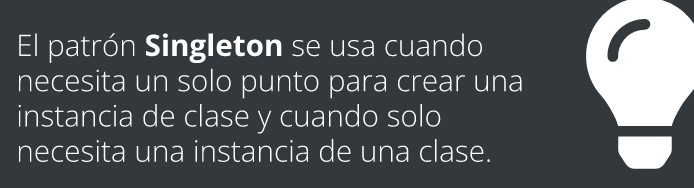 El patrón Singleton se usa cuando
necesita un solo punto para crear una
instancia de clase y cuando solo
necesita una instancia de una clase.